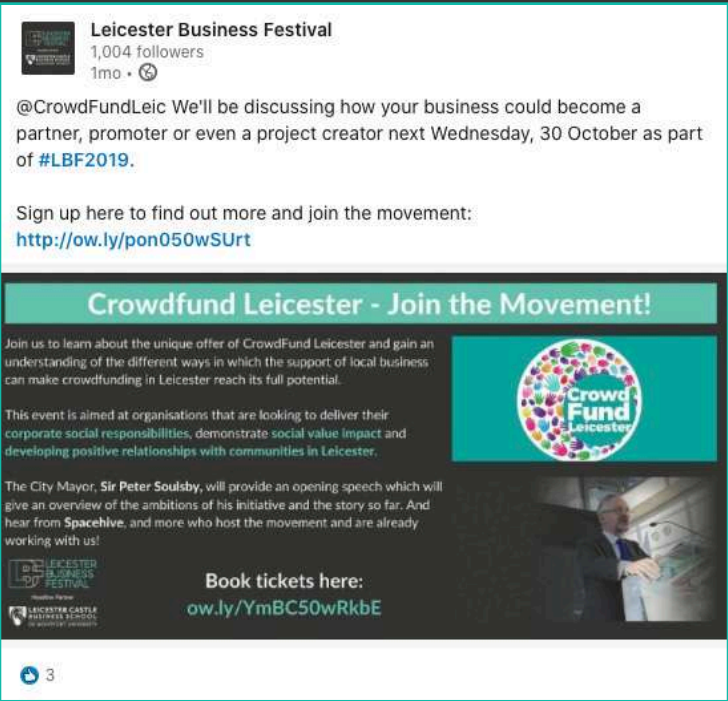 Leicester Business Festival
1,004 followers
1mo •
@CrowdFundLeic We'll be discussing how your business could become a
partner, promoter or even a project creator next Wednesday, 30 October as part
of #LBF2019.
Sign up here to find out more and join the movement:
http://ow.ly/pon050wSUrt
Crowdfund Leicester - Join the Movement!
Join us to learn about the unique offer of CrowdFund Leicester and gain an
understanding of the different ways in which the support of local business
can make crowdfunding in Leicester reach its full potential.
This event is aimed at organisations that are looking to deliver their
corporate social responsibilities, demonstrate social value impact and
developing positive relationships with communities in Leicester.
The City Mayor, Sir Peter Soulsby, will provide an opening speech which will
give an overview of the ambitions of his initiative and the story so far. And
hear from Spacehive, and more who host the movement and are already
working with us!
Crowd
Fund
Leicester
LEICESTER
BUSINESS
FESTIVAL
Headline Partner
LEICESTER CASTLE
BUSINESS SCHOOL
DE MONTFORT UNIVERSITY
Book tickets here:
ow.ly/YmBC50wRkbE
3